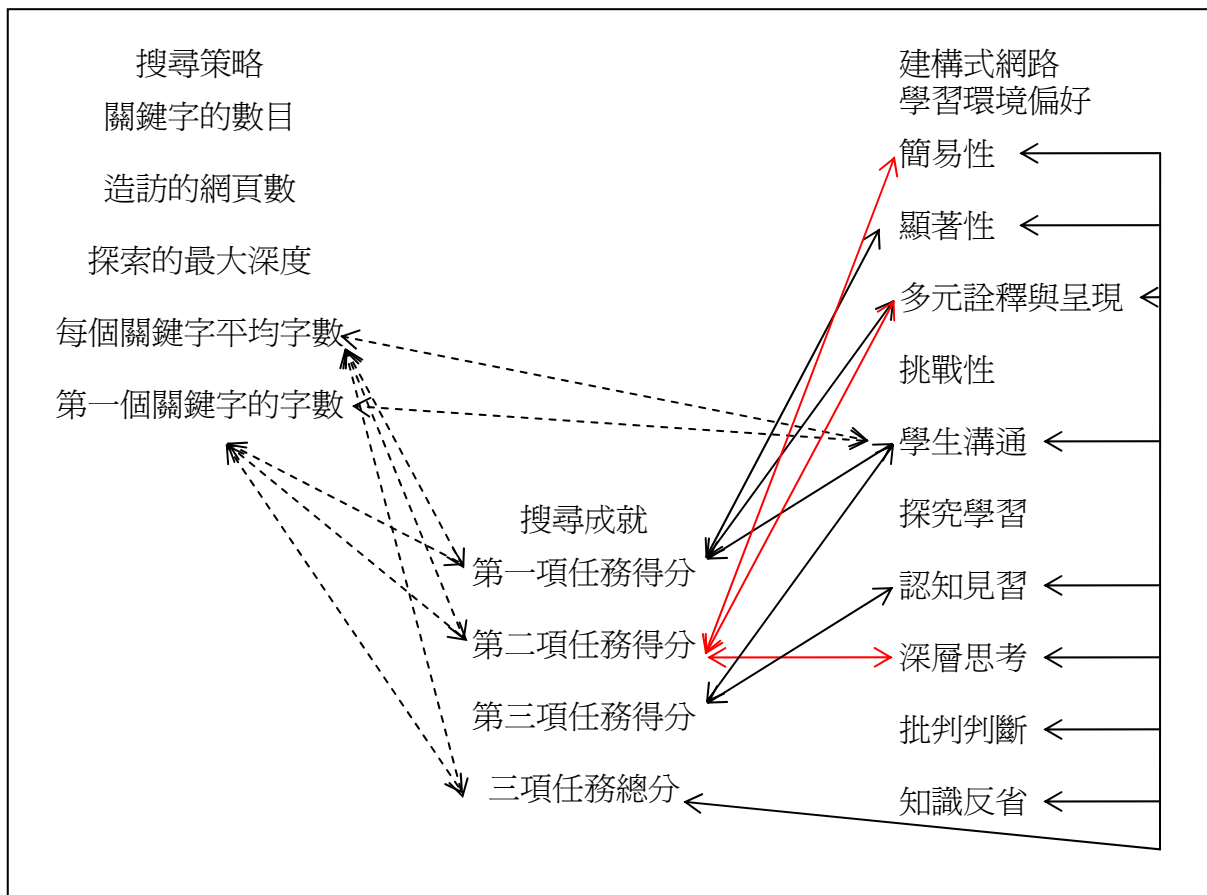 搜尋策略
關鍵字的數目
造訪的網頁數
探索的最大深度
每個關鍵字平均字數
第一個關鍵字的字數
搜尋成就
第一項任務得分
第二項任務得分
第三項任務得分
三項任務總分
建構式網路
學習環境偏好
簡易性
顯著性
多元詮釋與呈現
挑戰性
學生溝通
探究學習
認知見習
深層思考
批判判斷
知識反省